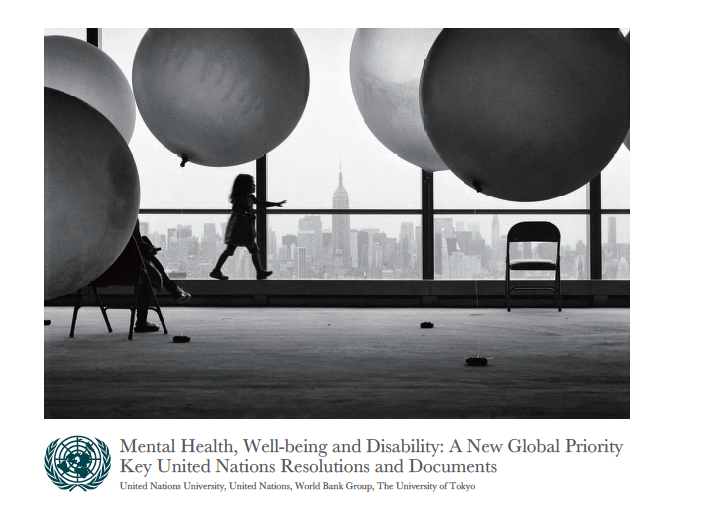 Mental Health, Well-being and Disability: A New Global Priority
Key United Nations Resolutions and Documents
United Nations University, United Nations, World Bank Group, The University of Tokyo